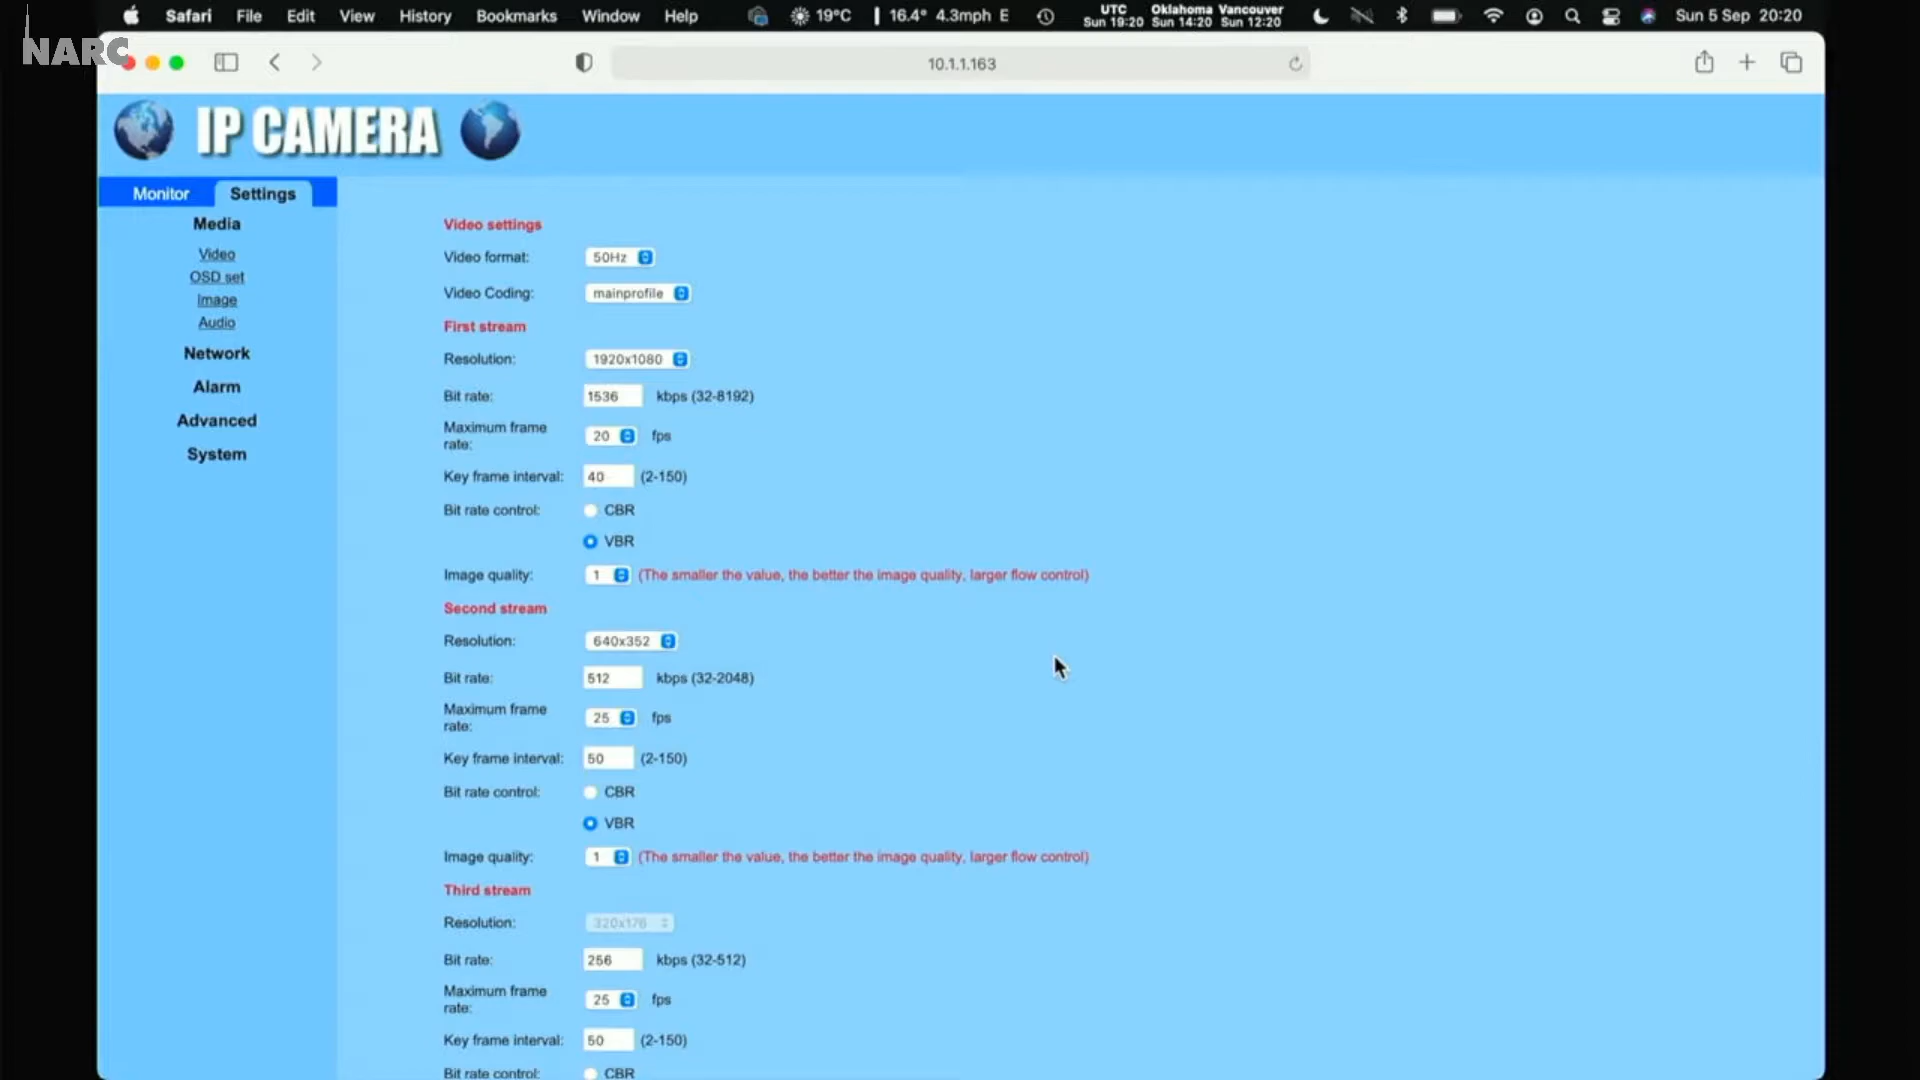 Safari File Edit View History Bookmarks Window Help 19°C 16.4° 4.3mph E UTC Oklahoma Vancouver Sun 5 Sep 20:20
Sun 19:20 Sun 14:20 Sun 12:20
NARC
10.1.1.163
IP CAMERA
Monitor Settings
Media
Video
OSD set
Image
Audio
Network
Alarm
Advanced
System
Video settings
Video format: 50Hz
Video Coding: mainprofile
First stream
Resolution: 1920x1080
Bit rate: 1536 kbps (32-8192)
Maximum frame
rate: 20 fps
Key frame interval: 40 (2-150)
Bit rate control: CBR
VBR
Image quality: 1 (The smaller the value, the better the image quality, larger flow control)
Second stream
Resolution: 640x352
Bit rate: 512 kbps (32-2048)
Maximum frame
rate: 25 fps
Key frame interval: 50 (2-150)
Bit rate control: CBR
VBR
Image quality: 1 (The smaller the value, the better the image quality, larger flow control)
Third stream
Resolution: 320x176
Bit rate: 256 kbps (32-512)
Maximum frame
rate: 25 fps
Key frame interval: 50 (2-150)
Bit rate control: CBR